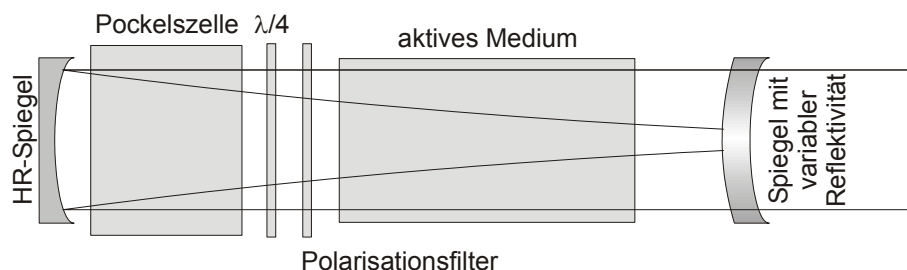 Pockelszelle
λ/4
aktives Medium
HR-Spiegel
Spiegel mit
variabler
Reflektivität
Polarisationsfilter